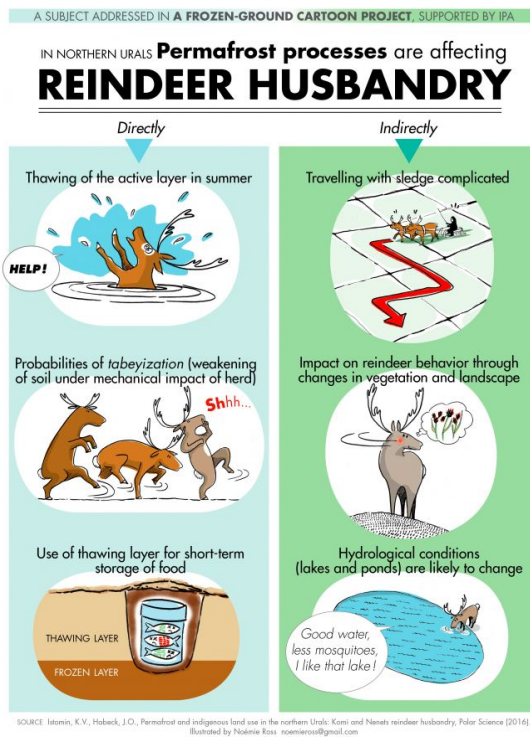 A SUBJECT ADDRESSED IN A FROZEN-GROUND CARTOON PROJECT, SUPPORTED BY IPA
IN NORTHERN URALS Permafrost processes are affecting
REINDEER HUSBANDRY
Directly
Thawing of the active layer in summer
HELP!
Probabilities of tabeyization (weakening
of soil under mechanical impact of herd)
Shhh...
Use of thawing layer for short-term
storage of food
THAWING LAYER
FROZEN LAYER
Indirectly
Travelling with sledge complicated
Impact on reindeer behavior through
changes in vegetation and landscape
Hydrological conditions
(lakes and ponds) are likely to change
Good water,
less mosquitoes,
I like that lake!
SOURCE Istomin, K.V., Habeck, J.O., Permafrost and indigenous land use in the northern Urals: Komi and Nenets reindeer husbandry, Polar Science (2016).
Illustrated by Noémie Ross noemieross@gmail.com